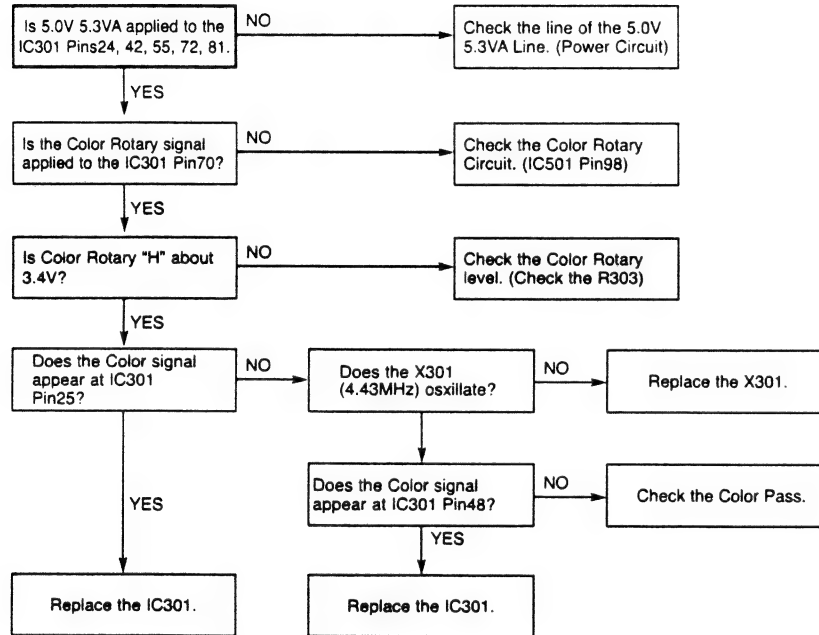 Is 5.0V 5.3VA applied to the
IC301 Pins24, 42, 55, 72, 81.
NO
Check the line of the 5.0V
5.3VA Line. (Power Circuit)
YES
Is the Color Rotary signal
applied to the IC301 Pin70?
NO
Check the Color Rotary
Circuit. (IC501 Pin98)
YES
Is Color Rotary "H" about
3.4V?
NO
Check the Color Rotary
level. (Check the R303)
YES
Does the Color signal
appear at IC301
Pin25?
NO
Does the X301
(4.43MHz) osxillate?
NO
Replace the X301.
Does the Color signal
appear at IC301 Pin48?
NO
Check the Color Pass.
YES
YES
Replace the IC301.
Replace the IC301.